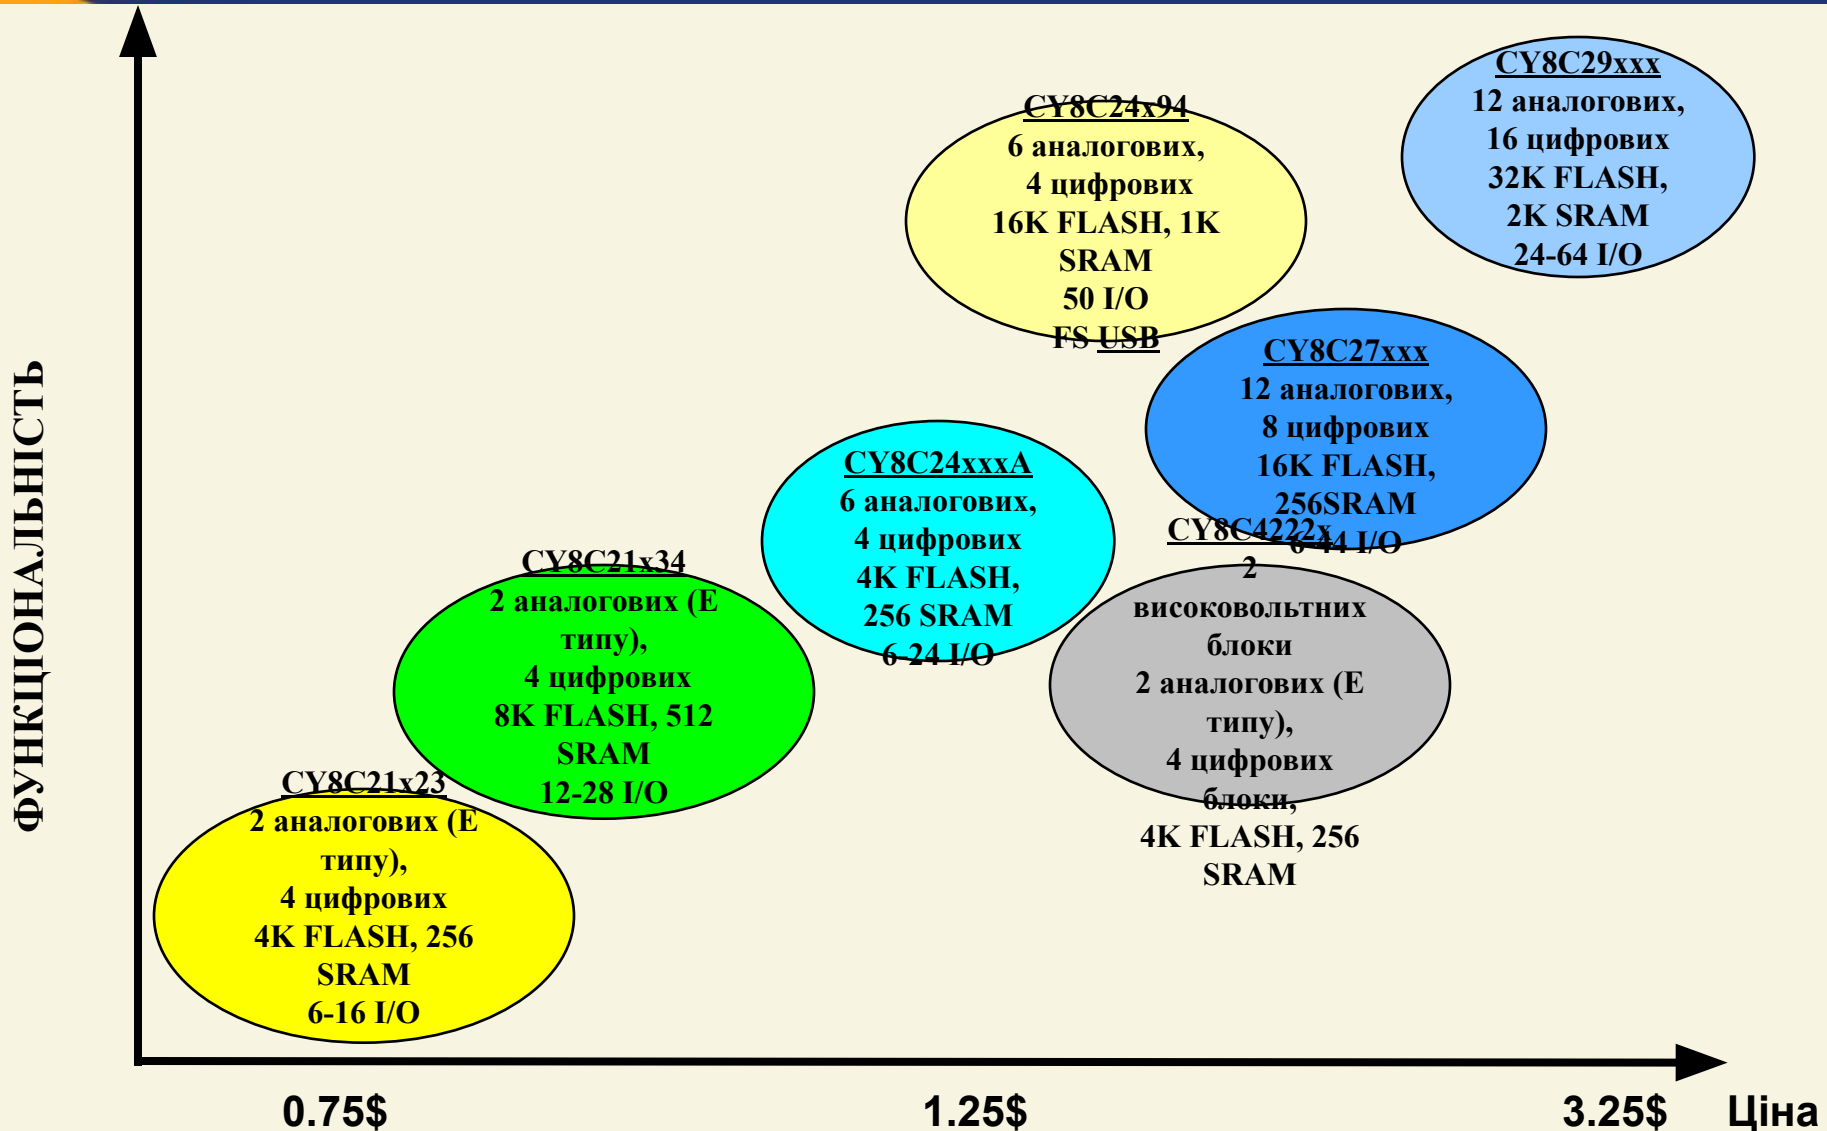 ФУНКЦІОНАЛЬНІСТЬ
CY8C29xxx
12 аналогових,
16 цифрових
32K FLASH,
2K SRAM
24-64 I/O
CY8C24x94
6 аналогових,
4 цифрових
16K FLASH, 1K
SRAM
50 I/O
FS USB
CY8C27xxx
12 аналогових,
8 цифрових
16K FLASH,
256SRAM
6-44 I/O
CY8C24xxxA
6 аналогових,
4 цифрових
4K FLASH,
256 SRAM
6-24 I/O
CY8C4222x
2
високовольтних
блоки
2 аналогових (E
типу),
4 цифрових
блоки,
4K FLASH, 256
SRAM
CY8C21x34
2 аналогових (E
типу),
4 цифрових
8K FLASH, 512
SRAM
12-28 I/O
CY8C21x23
2 аналогових (E
типу),
4 цифрових
4K FLASH, 256
SRAM
6-16 I/O
0.75$ 1.25$ 3.25$ Ціна